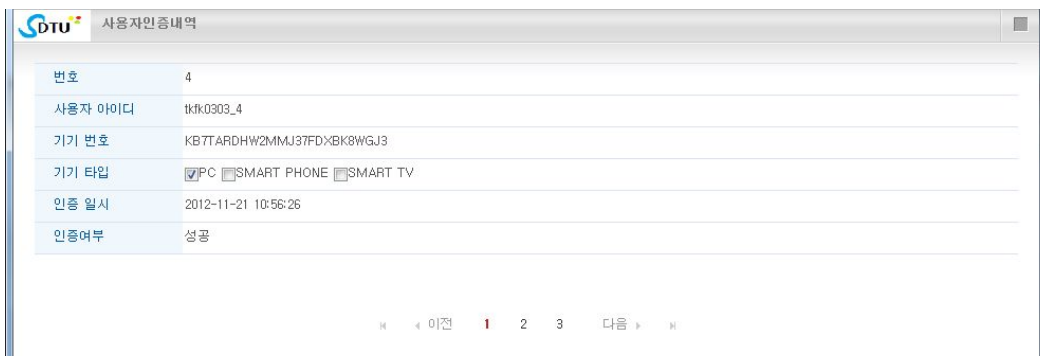 SDTU 사용자인증내역
번호 4
사용자 아이디 tkfk0303_4
기기 번호 KB7TARDHW2MMJ37FDXBK8WGJ3
기기 타입 PC SMART PHONE SMART TV
인증 일시 2012-11-21 10:56:26
인증여부 성공
이전 1 2 3 다음